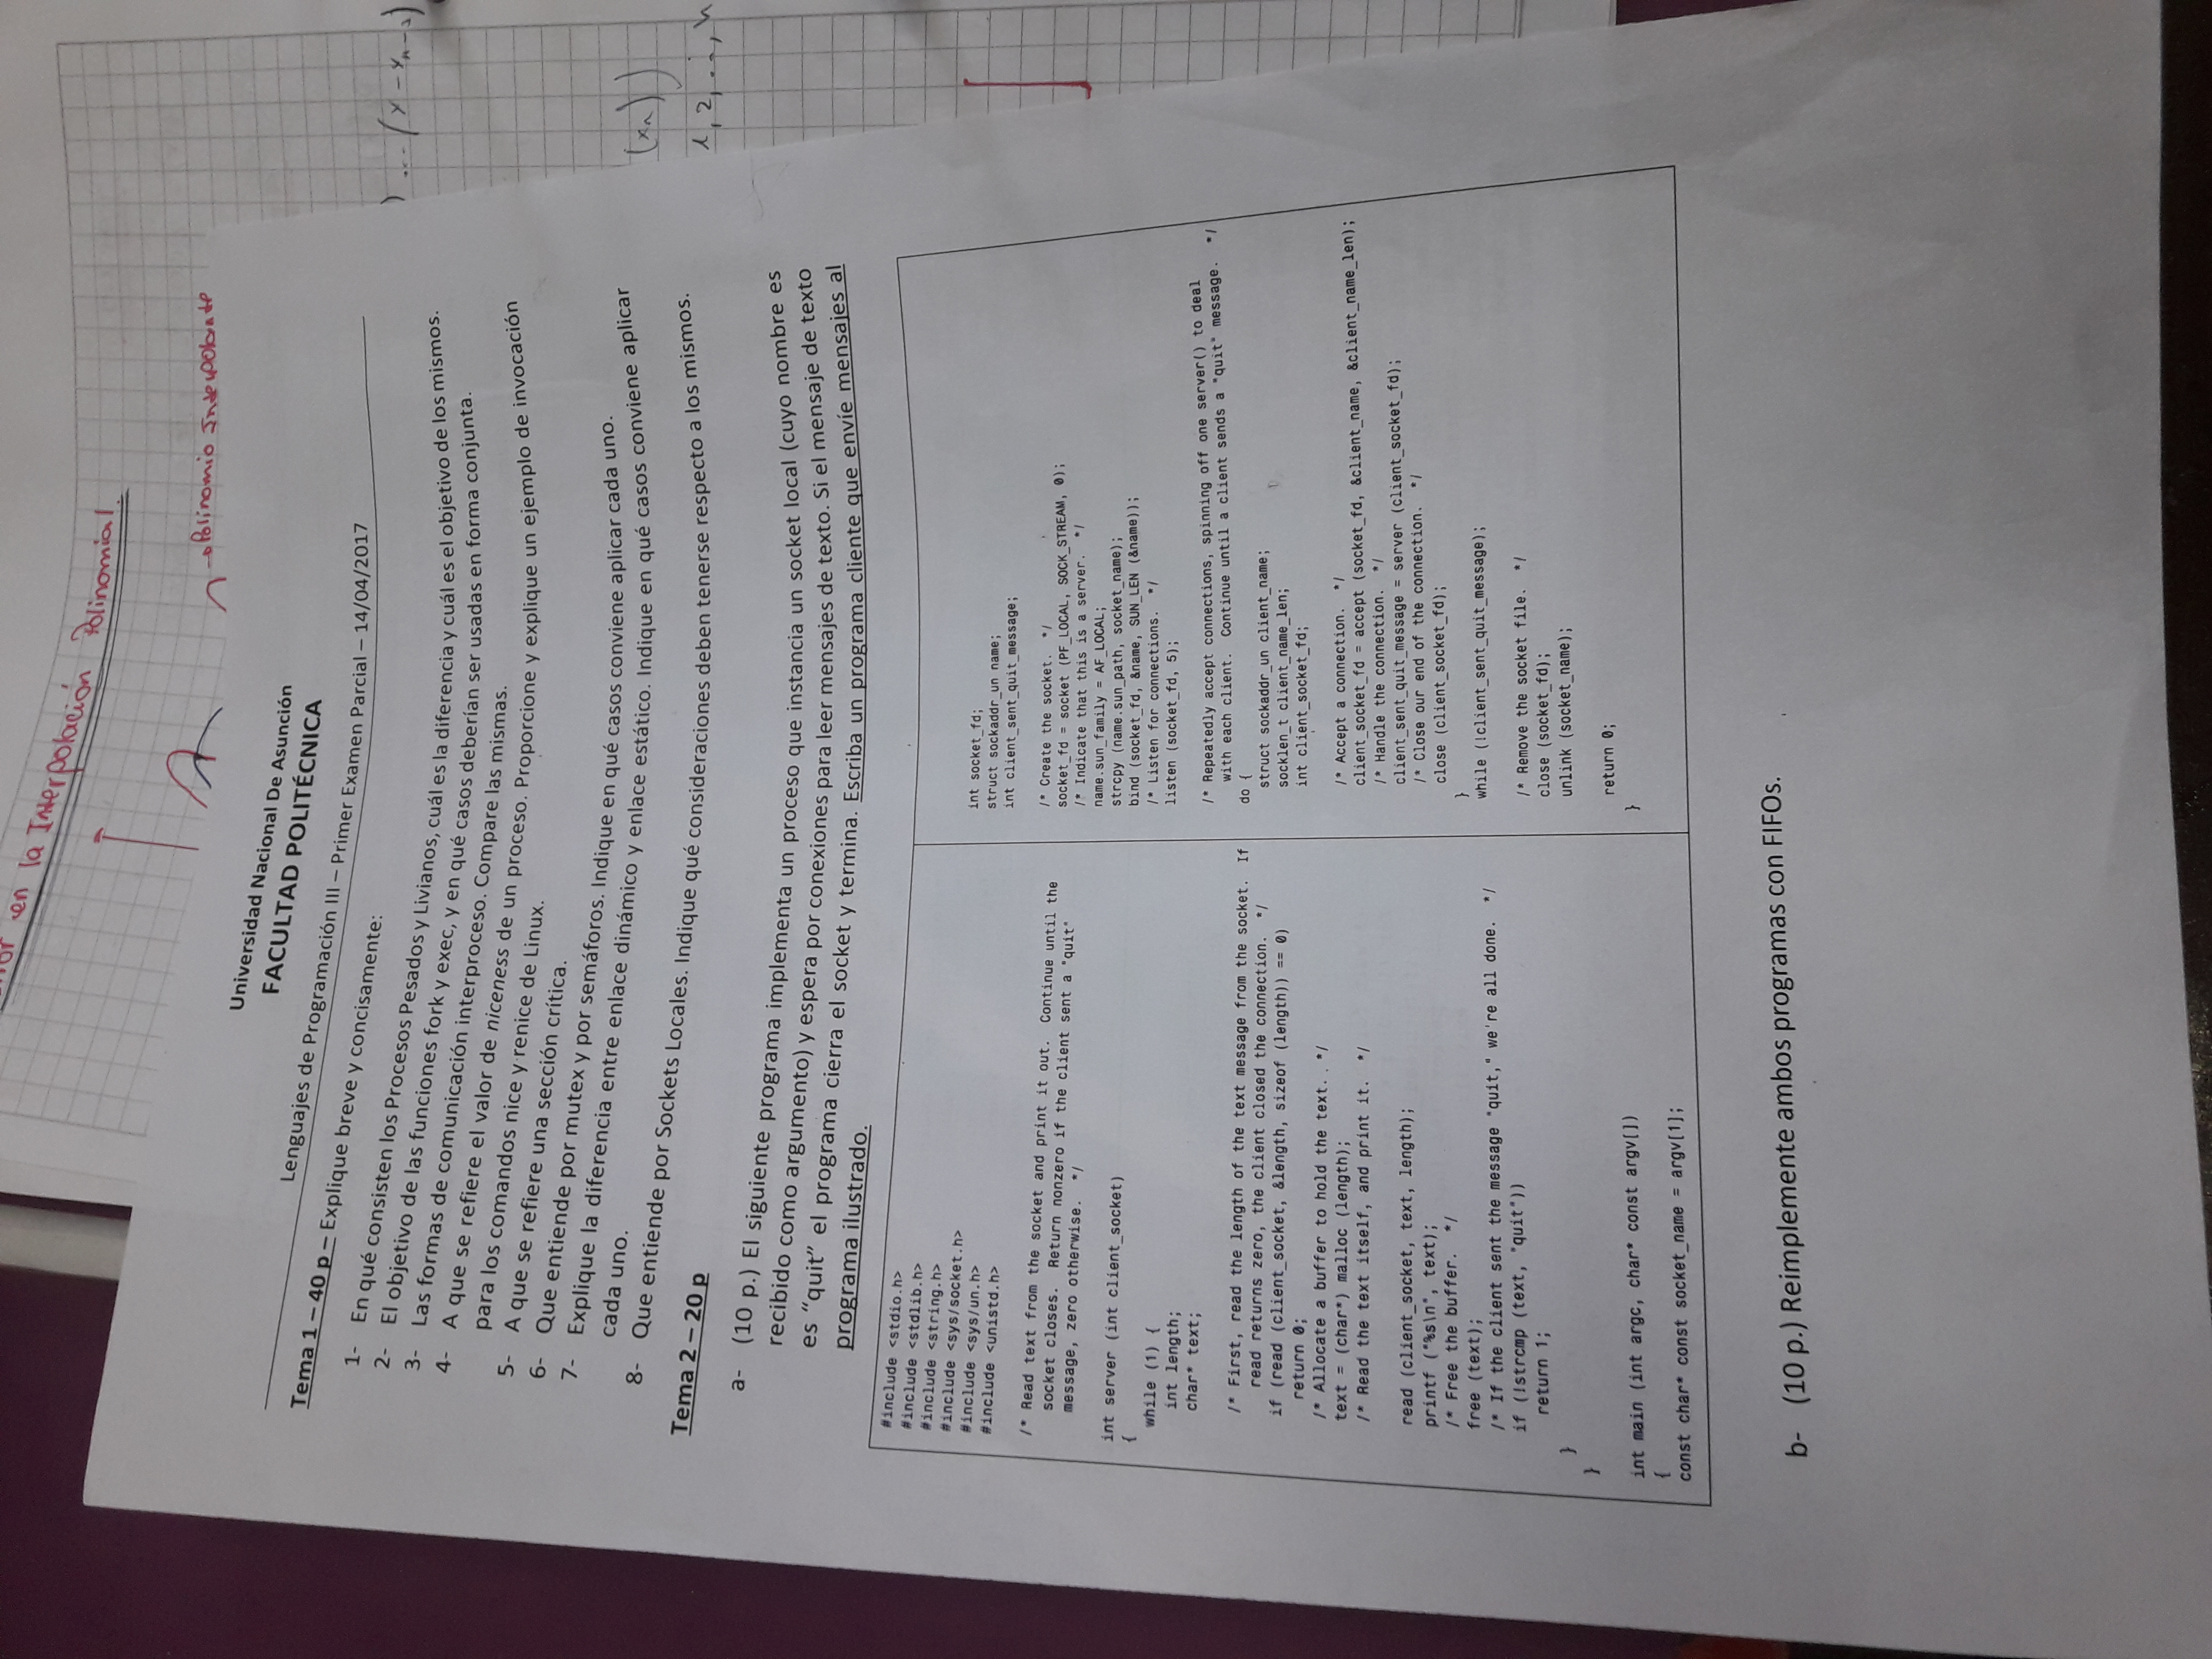 en la Interpolación Polinomial.
Polinomio Interpolante
Universidad Nacional De Asunción
FACULTAD POLITÉCNICA
Lenguajes de Programación III – Primer Examen Parcial – 14/04/2017
Tema 1 – 40 p – Explique breve y concisamente:
1- En qué consisten los Procesos Pesados y Livianos, cuál es la diferencia y cuál es el objetivo de los mismos.
2- El objetivo de las funciones fork y exec, y en qué casos deberían ser usadas en forma conjunta.
3- Las formas de comunicación interproceso. Compare las mismas.
4- A que se refiere el valor de niceness de un proceso. Proporcione y explique un ejemplo de invocación
para los comandos nice y renice de Linux.
5- A que se refiere una sección crítica.
6- Que entiende por mutex y por semáforos. Indique en qué casos conviene aplicar cada uno.
7- Explique la diferencia entre enlace dinámico y enlace estático. Indique en qué casos conviene aplicar
cada uno.
8- Que entiende por Sockets Locales. Indique qué consideraciones deben tenerse respecto a los mismos.
Tema 2 – 20 p
a- (10 p.) El siguiente programa implementa un proceso que instancia un socket local (cuyo nombre es
recibido como argumento) y espera por conexiones para leer mensajes de texto. Si el mensaje de texto
es “quit” el programa cierra el socket y termina. Escriba un programa cliente que envíe mensajes al
programa ilustrado.
#include <stdio.h>
#include <stdlib.h>
#include <string.h>
#include <sys/socket.h>
#include <sys/un.h>
#include <unistd.h>
/* Read text from the socket and print it out. Continue until the
socket closes. Return nonzero if the client sent a "quit"
message, zero otherwise. */
int server (int client_socket)
{
while (1) {
int length;
char* text;
/* First, read the length of the text message from the socket. If
read returns zero, the client closed the connection. */
if (read (client_socket, &length, sizeof (length)) == 0)
return 0;
/* Allocate a buffer to hold the text. . */
text = (char*) malloc (length);
/* Read the text itself, and print it. */
read (client_socket, text, length);
printf ("%s\n", text);
/* Free the buffer. */
free (text);
/* If the client sent the message "quit," we're all done. */
if (!strcmp (text, "quit"))
return 1;
}
}
int main (int argc, char* const argv[])
{
const char* const socket_name = argv[1];
int socket_fd;
struct sockaddr_un name;
int client_sent_quit_message;
/* Create the socket. */
socket_fd = socket (PF_LOCAL, SOCK_STREAM, 0);
/* Indicate that this is a server. */
name.sun_family = AF_LOCAL;
strcpy (name.sun_path, socket_name);
bind (socket_fd, &name, SUN_LEN (&name));
/* Listen for connections. */
listen (socket_fd, 5);
/* Repeatedly accept connections, spinning off one server() to deal
with each client. Continue until a client sends a "quit" message. */
do {
struct sockaddr_un client_name;
socklen_t client_name_len;
int client_socket_fd;
/* Accept a connection. */
client_socket_fd = accept (socket_fd, &client_name, &client_name_len);
/* Handle the connection. */
client_sent_quit_message = server (client_socket_fd);
/* Close our end of the connection. */
close (client_socket_fd);
}
while (!client_sent_quit_message);
/* Remove the socket file. */
close (socket_fd);
unlink (socket_name);
return 0;
}
b- (10 p.) Reimplemente ambos programas con FIFOs.
) ... (x - x
(xn))
1, 2, ..., n